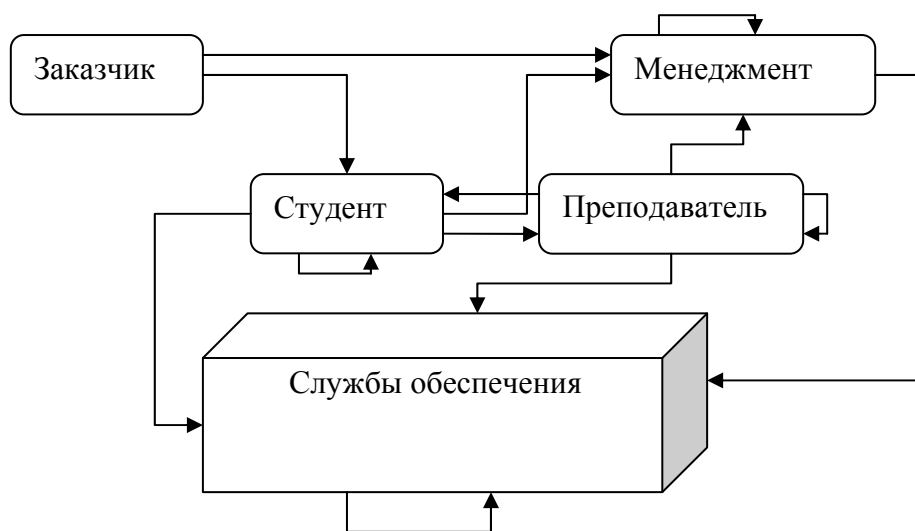 Заказчик
Менеджмент
Студент
Преподаватель
Службы обеспечения